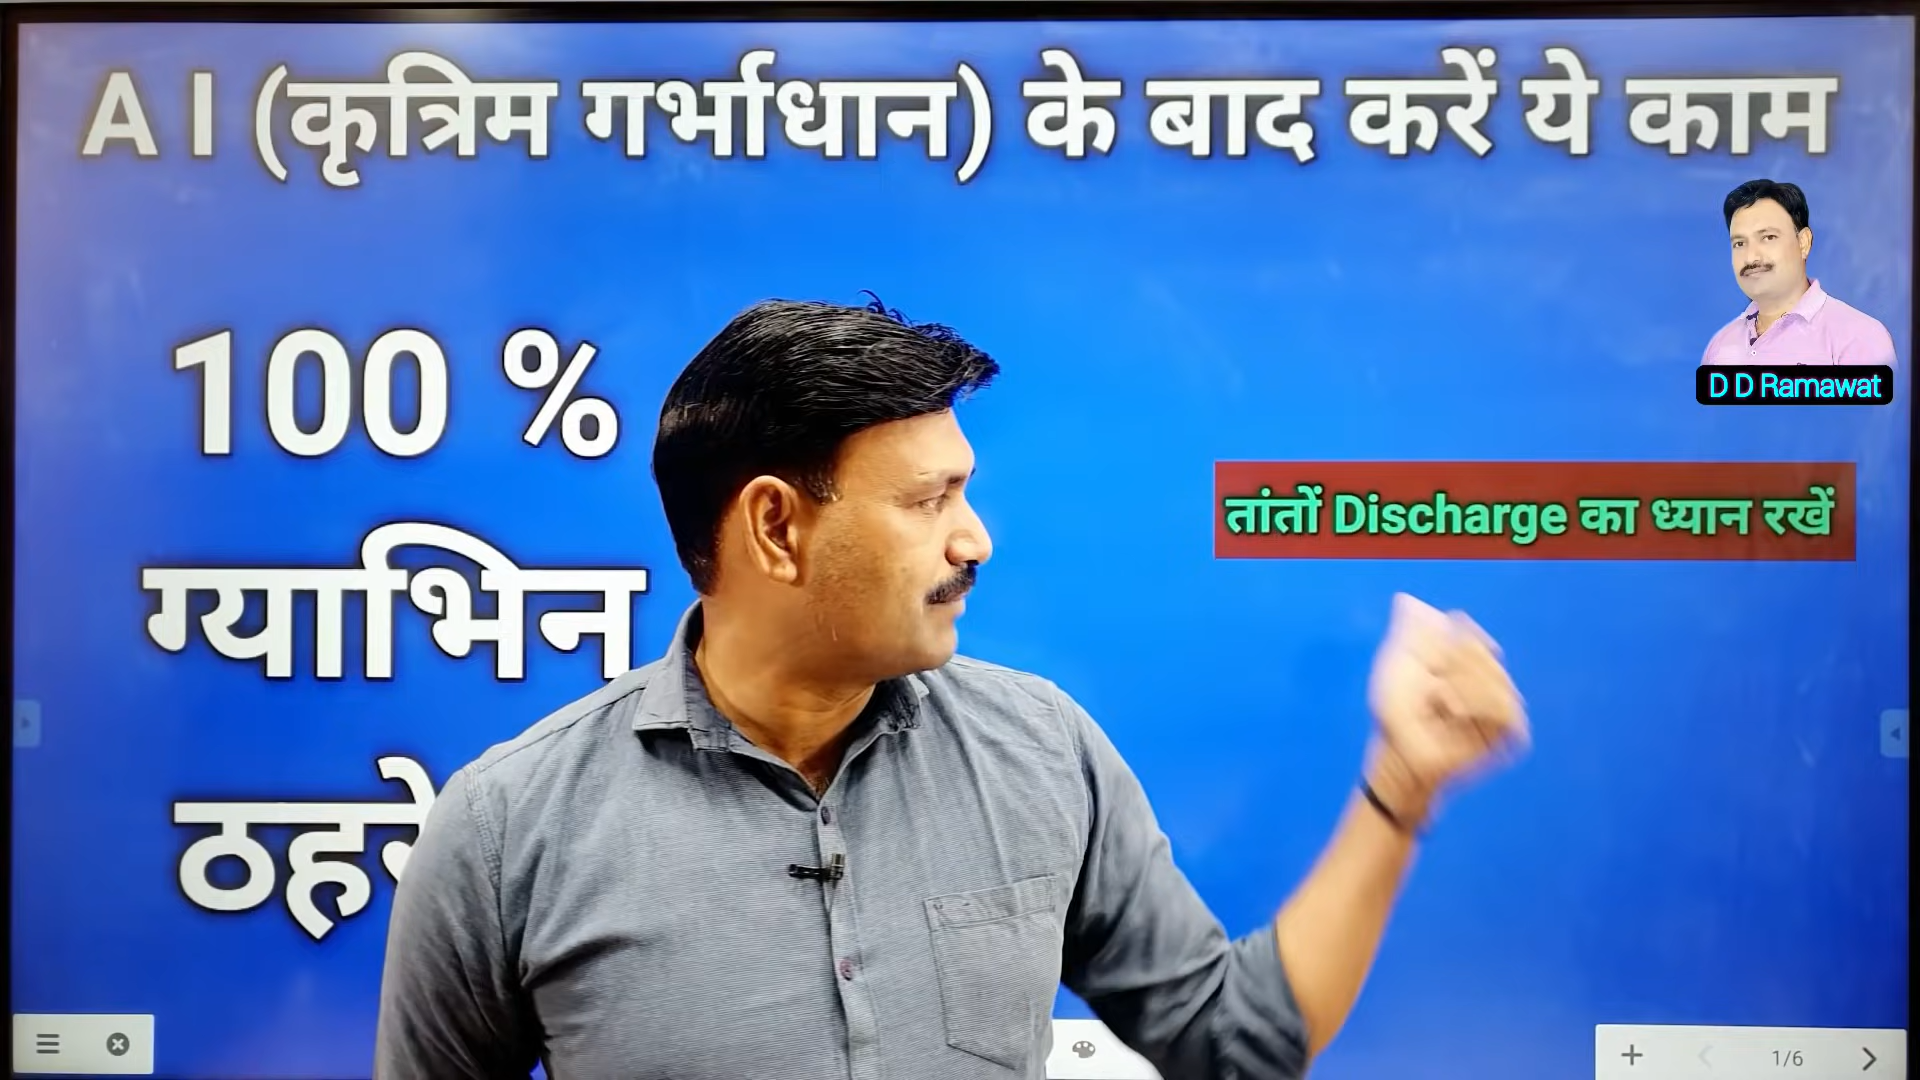 A I (कृत्रिम गर्भाधान) के बाद करें ये काम
100 %
ग्याभिन
D D Ramawat
तांतों Discharge का ध्यान रखें
1/6